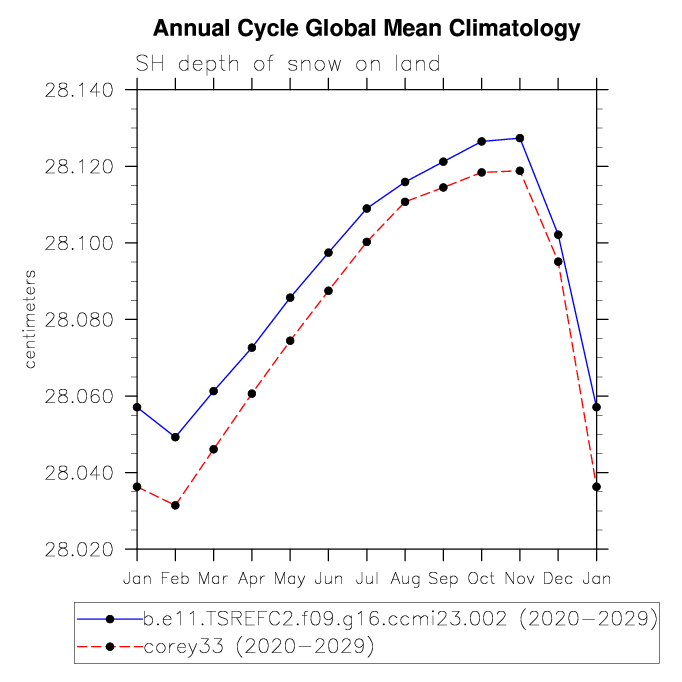 Annual Cycle Global Mean Climatology
SH depth of snow on land
28.140
28.120
28.100
28.080
28.060
28.040
28.020
centimeters
Jan Feb Mar Apr May Jun Jul Aug Sep Oct Nov Dec Jan
b.e11.TSREFC2.f09.g16.ccmi23.002 (2020-2029)
corey33 (2020-2029)